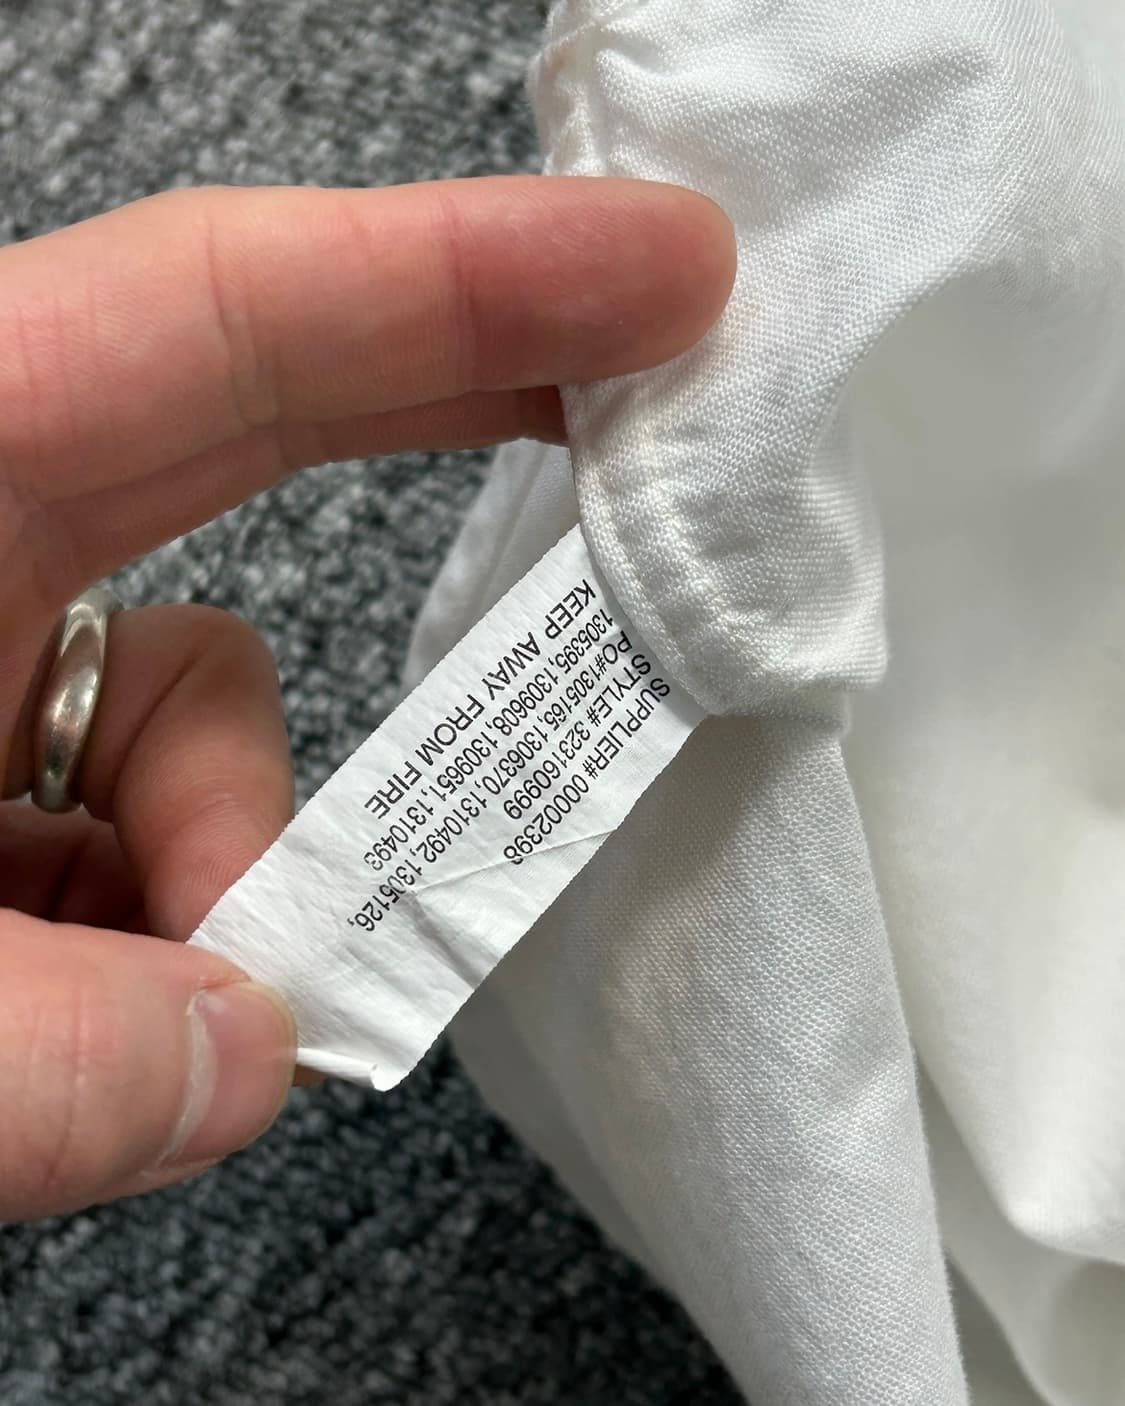 SUPPLIER# 00002398
STYLE# 323160999
PO#1305165,1306370,1310492,1305126,
1305395,1309608,1309651,1310493
KEEP AWAY FROM FIRE